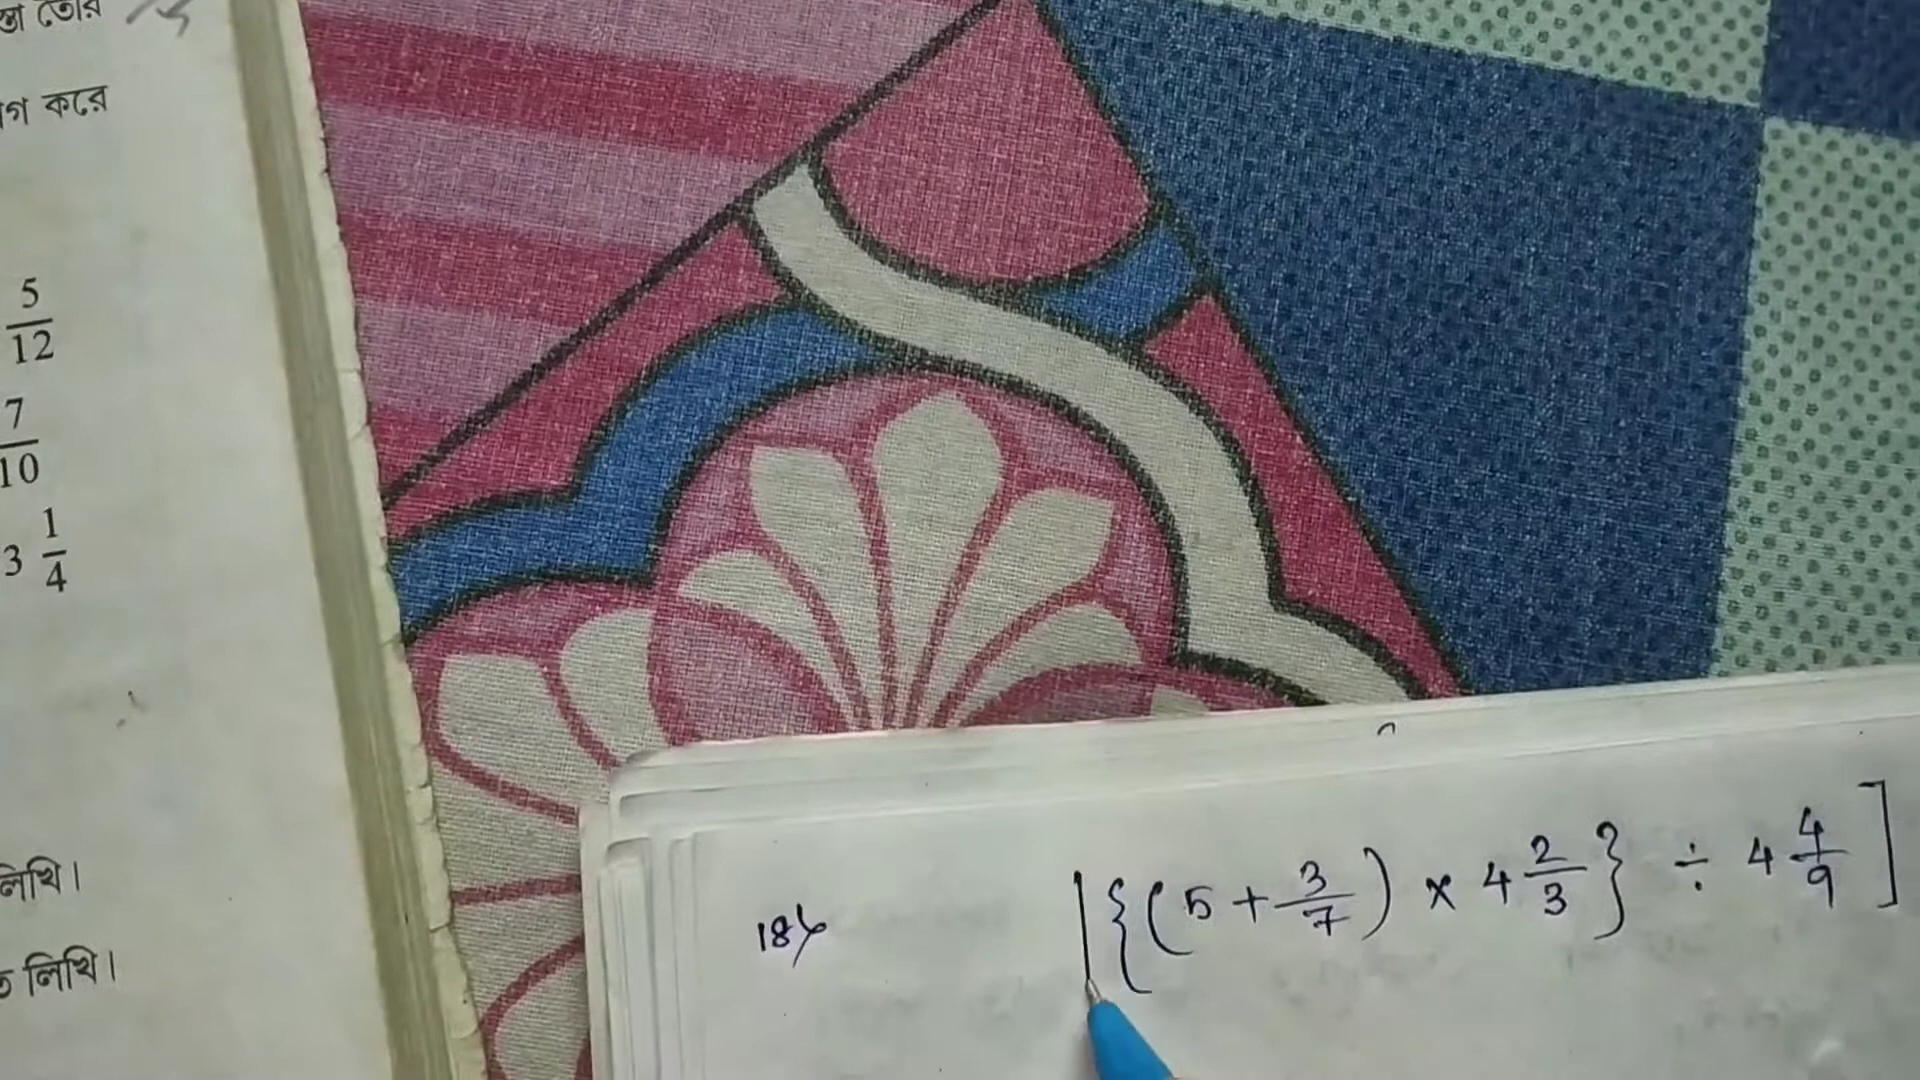 তোর
করে
5/12
7/10
3 1/4
লিখি।
লিখি।
18/ [{(5 + 3/7) × 4 2/3} ÷ 4 4/9]